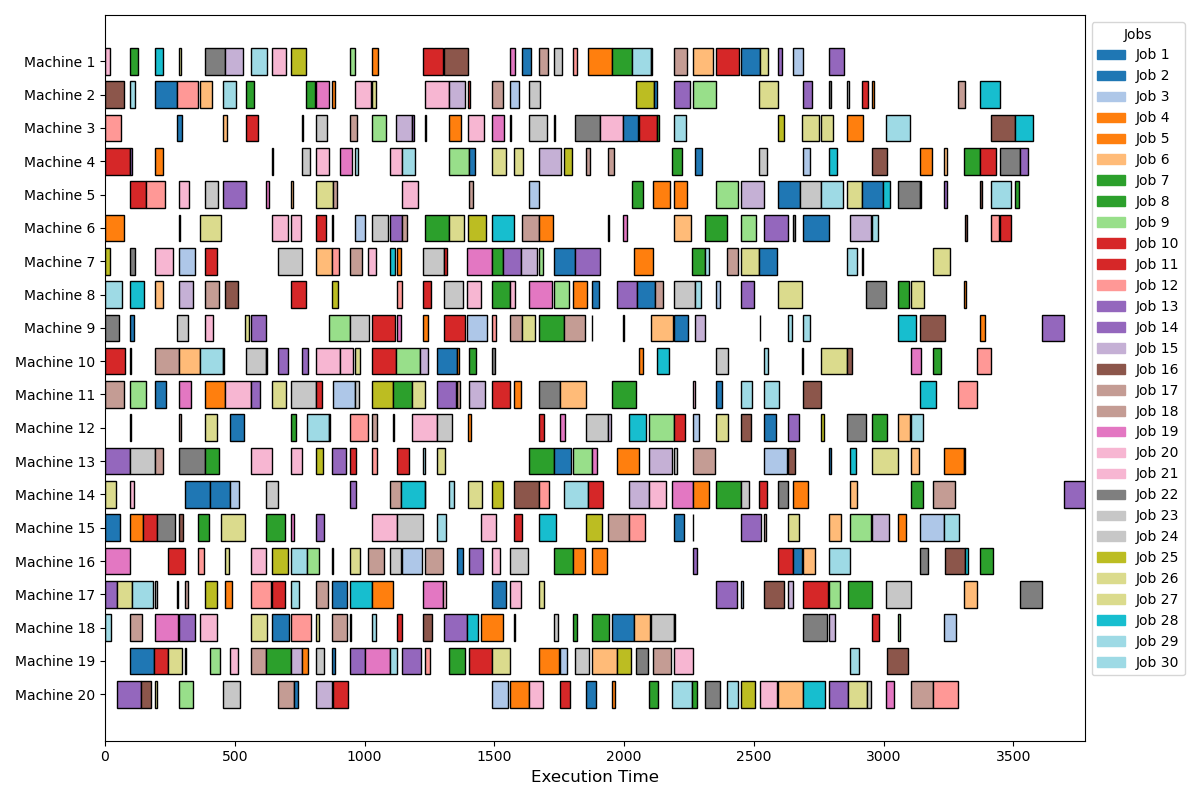 Machine 1
Machine 2
Machine 3
Machine 4
Machine 5
Machine 6
Machine 7
Machine 8
Machine 9
Machine 10
Machine 11
Machine 12
Machine 13
Machine 14
Machine 15
Machine 16
Machine 17
Machine 18
Machine 19
Machine 20
0 500 1000 1500 2000 2500 3000 3500
Execution Time
Jobs
Job 1
Job 2
Job 3
Job 4
Job 5
Job 6
Job 7
Job 8
Job 9
Job 10
Job 11
Job 12
Job 13
Job 14
Job 15
Job 16
Job 17
Job 18
Job 19
Job 20
Job 21
Job 22
Job 23
Job 24
Job 25
Job 26
Job 27
Job 28
Job 29
Job 30